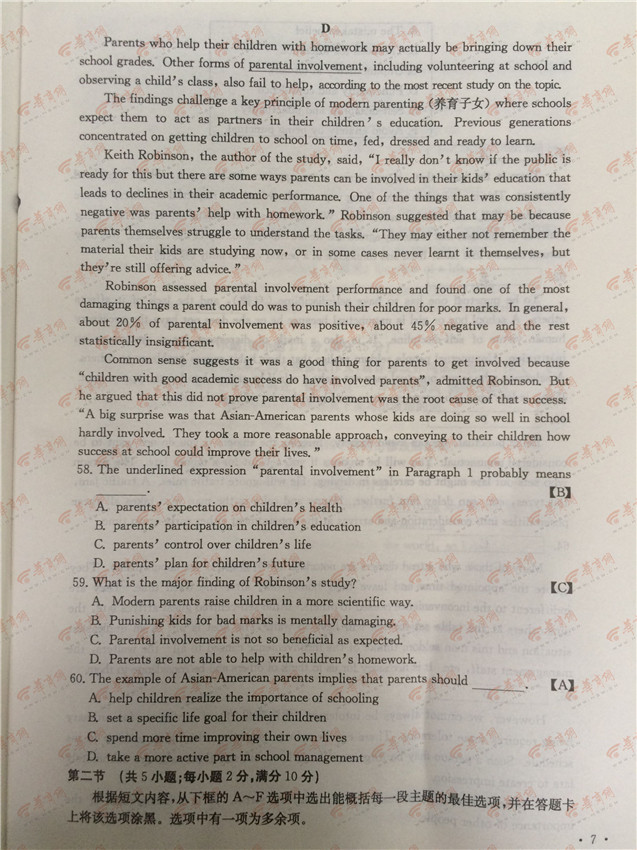 D
Parents who help their children with homework may actually be bringing down their
school grades. Other forms of parental involvement, including volunteering at school and
observing a child's class, also fail to help, according to the most recent study on the topic.
The findings challenge a key principle of modern parenting (养育子女) where schools
expect them to act as partners in their children's education. Previous generations
concentrated on getting children to school on time, fed, dressed and ready to learn.
Keith Robinson, the author of the study, said, "I really don't know if the public is
ready for this but there are some ways parents can be involved in their kids' education that
leads to declines in their academic performance. One of the things that was consistently
negative was parents' help with homework." Robinson suggested that may be because
parents themselves struggle to understand the tasks. "They may either not remember the
material their kids are studying now, or in some cases never learnt it themselves, but
they're still offering advice."
Robinson assessed parental involvement performance and found one of the most
damaging things a parent could do was to punish their children for poor marks. In general,
about 20% of parental involvement was positive, about 45% negative and the rest
statistically insignificant.
Common sense suggests it was a good thing for parents to get involved because
"children with good academic success do have involved parents", admitted Robinson. But
he argued that this did not prove parental involvement was the root cause of that success.
"A big surprise was that Asian-American parents whose kids are doing so well in school
hardly involved. They took a more reasonable approach, conveying to their children how
success at school could improve their lives."
58. The underlined expression "parental involvement" in Paragraph 1 probably means
________. 【B】
A. parents' expectation on children's health
B. parents' participation in children's education
C. parents' control over children's life
D. parents' plan for children's future
59. What is the major finding of Robinson's study? 【C】
A. Modern parents raise children in a more scientific way.
B. Punishing kids for bad marks is mentally damaging.
C. Parental involvement is not so beneficial as expected.
D. Parents are not able to help with children's homework.
60. The example of Asian-American parents implies that parents should ________. 【A】
A. help children realize the importance of schooling
B. set a specific life goal for their children
C. spend more time improving their own lives
D. take a more active part in school management
第二节 (共5小题;每小题2分,满分10分)
根据短文内容,从下框的A~F选项中选出能概括每一段主题的最佳选项,并在答题卡
上将该选项涂黑。选项中有一项为多余项。
· 7 ·